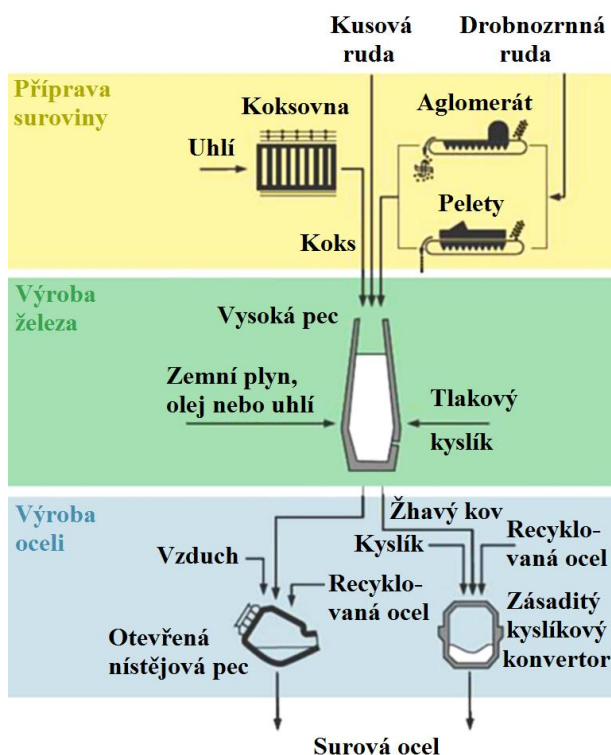 Kusová
ruda
Drobnozrnná
ruda
Příprava
suroviny
Koksovna
Aglomerát
Uhlí
Pelety
Koks
Výroba
železa
Vysoká pec
Zemní plyn,
olej nebo uhlí
Tlakový
kyslík
Výroba
oceli
Žhavý kov
Vzduch
Kyslík
Recyklo-
vaná ocel
Recyklo-
vaná ocel
Otevřená
nístějová pec
Zásaditý
kyslíkový
konvertor
Surová ocel